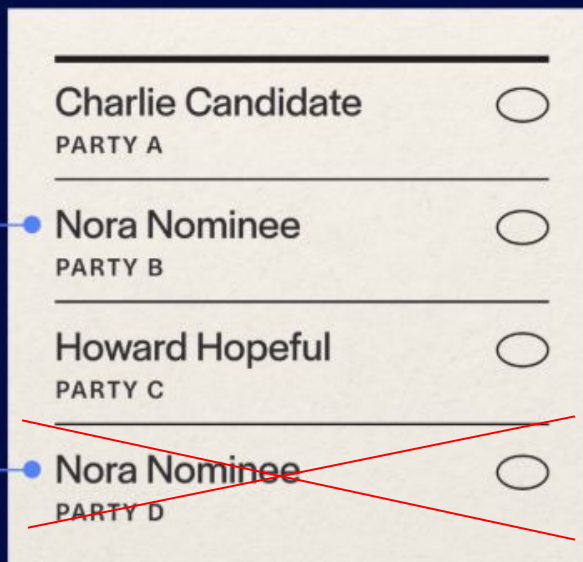 Charlie Candidate
PARTY A
Nora Nominee
PARTY B
Howard Hopeful
PARTY C
Nora Nominee
PARTY D